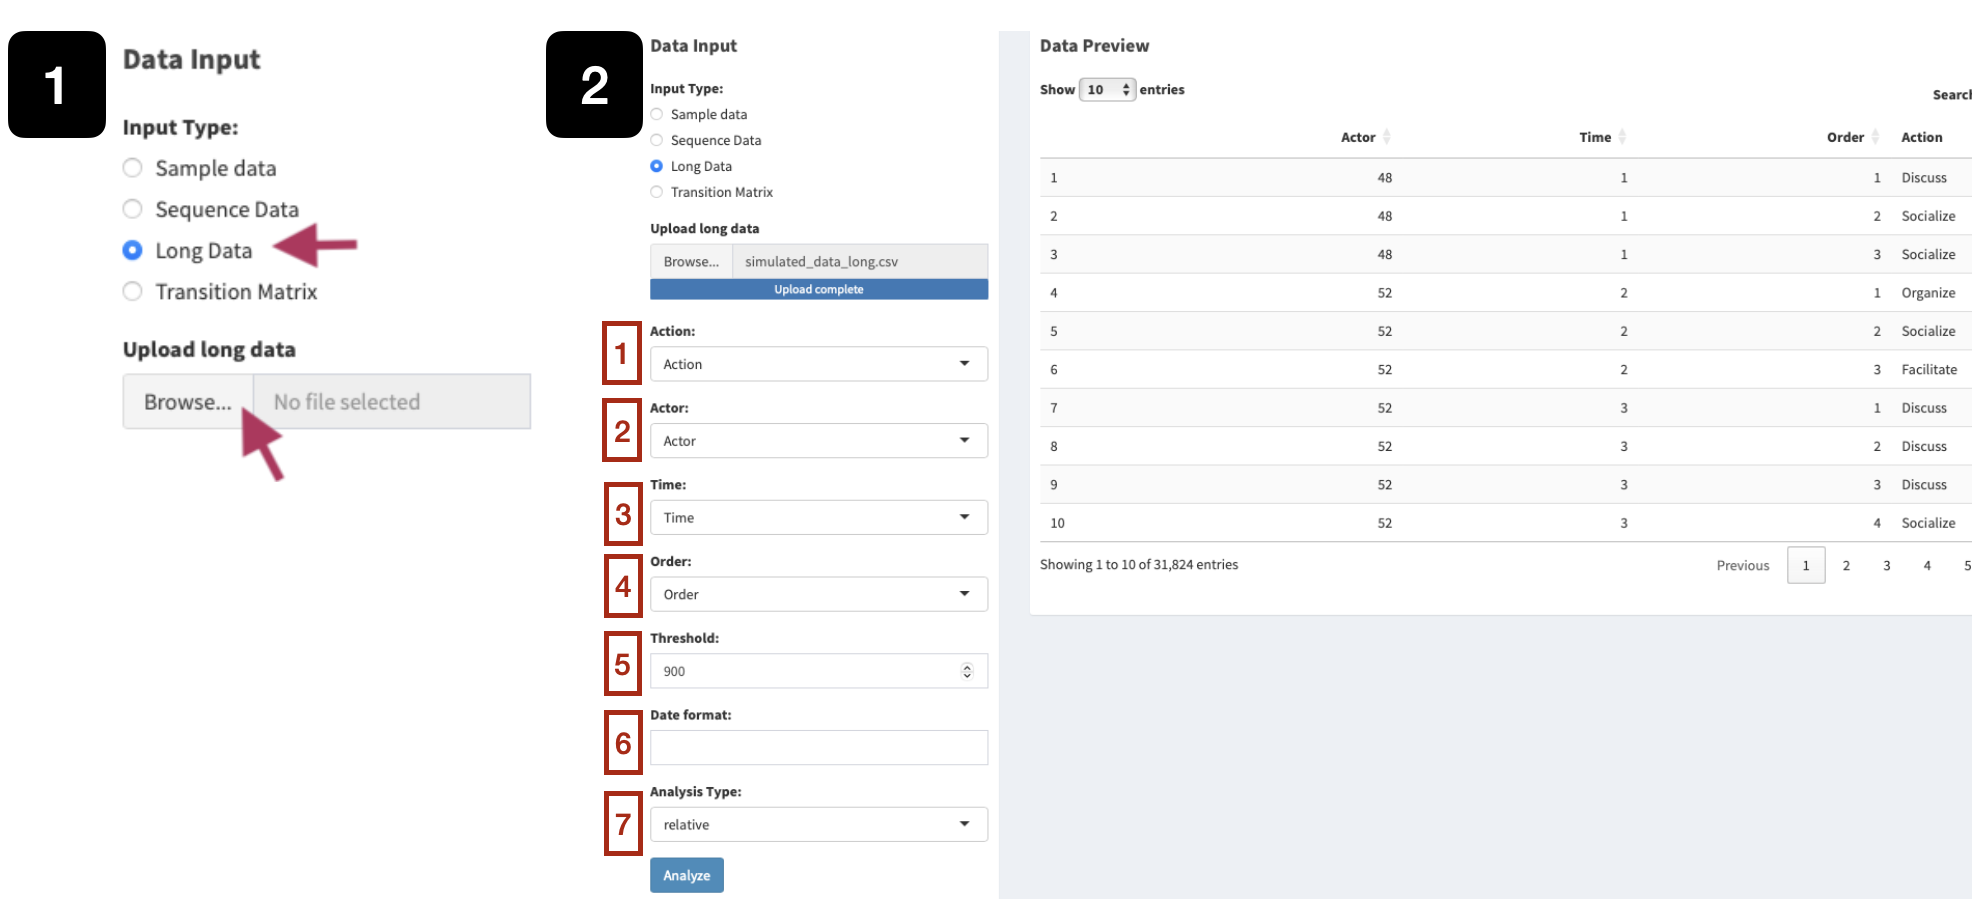 1
Data Input
Input Type:
Sample data
Sequence Data
Long Data
Transition Matrix
Upload long data
Browse... No file selected
2
Data Input
Input Type:
Sample data
Sequence Data
Long Data
Transition Matrix
Upload long data
Browse... simulated_data_long.csv
Upload complete
1
Action:
Action
2
Actor:
Actor
3
Time:
Time
4
Order:
Order
5
Threshold:
900
6
Date format:
7
Analysis Type:
relative
Analyze
Data Preview
Show 10 entries
Search
Actor Time Order Action
1 48 1 1 Discuss
2 48 1 2 Socialize
3 48 1 3 Socialize
4 52 2 1 Organize
5 52 2 2 Socialize
6 52 2 3 Facilitate
7 52 3 1 Discuss
8 52 3 2 Discuss
9 52 3 3 Discuss
10 52 3 4 Socialize
Showing 1 to 10 of 31,824 entries
Previous 1 2 3 4 5